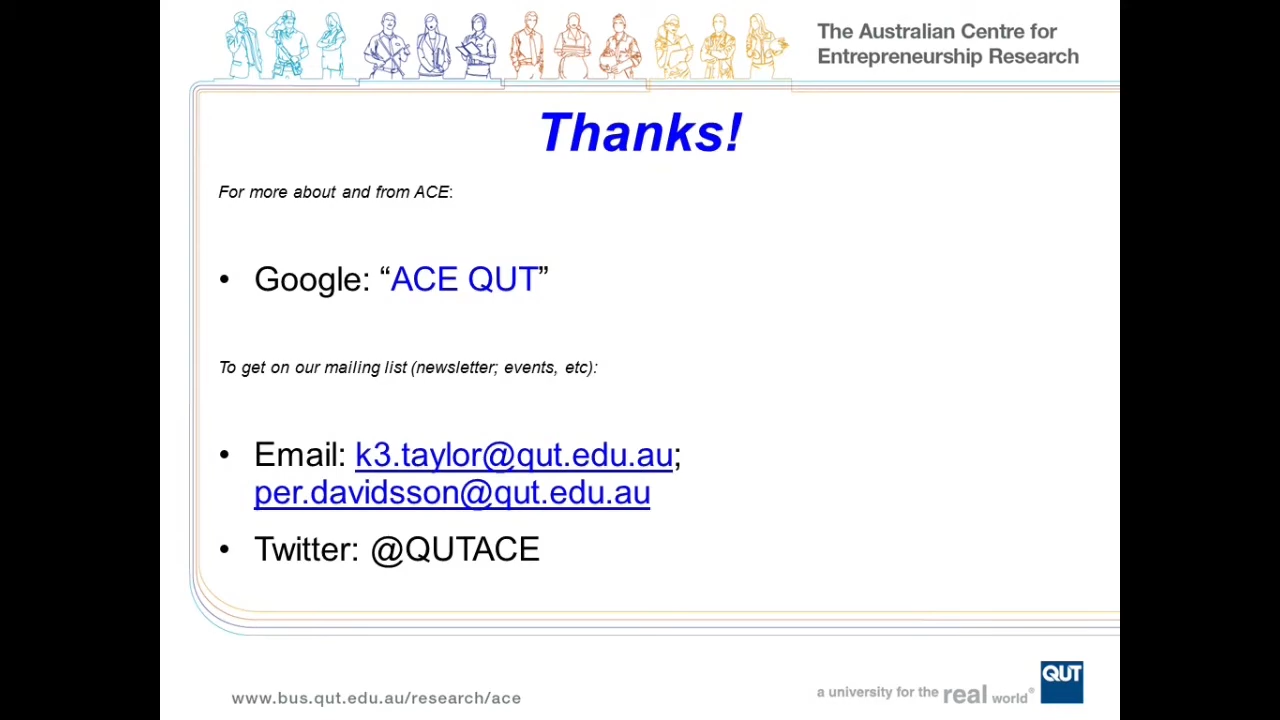 The Australian Centre for
Entrepreneurship Research
Thanks!
For more about and from ACE:
• Google: “ACE QUT”
To get on our mailing list (newsletter; events, etc):
• Email: k3.taylor@qut.edu.au;
per.davidsson@qut.edu.au
• Twitter: @QUTACE
www.bus.qut.edu.au/research/ace
a university for the real world®
QUT